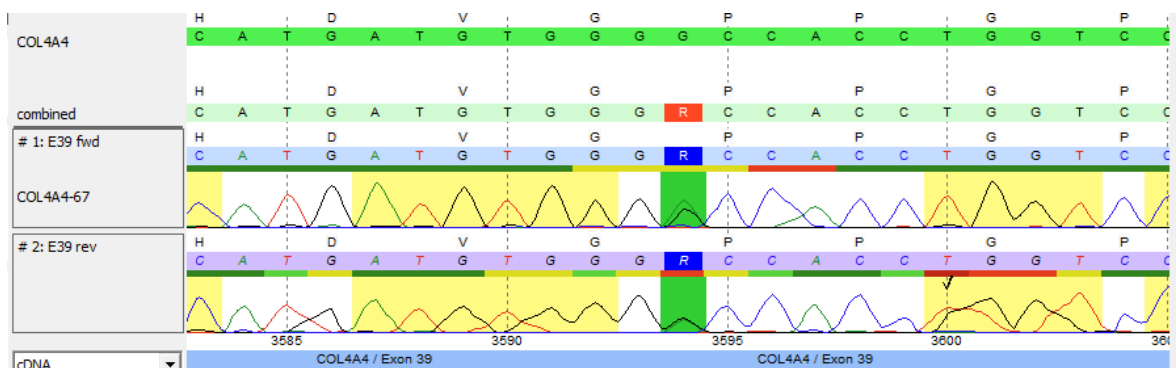 H D V G P P G P
COL4A4 C A T G A T G T G G G G C C A C C T G G T C C
H D V G P P G P
combined C A T G A T G T G G G R C C A C C T G G T C C
# 1: E39 fwd H D V G P P G P
C A T G A T G T G G G R C C A C C T G G T C C
COL4A4-67
# 2: E39 rev H D V G P P G P
C A T G A T G T G G G R C C A C C T G G T C C
3585 3590 3595 3600
cDNA COL4A4 / Exon 39 COL4A4 / Exon 39